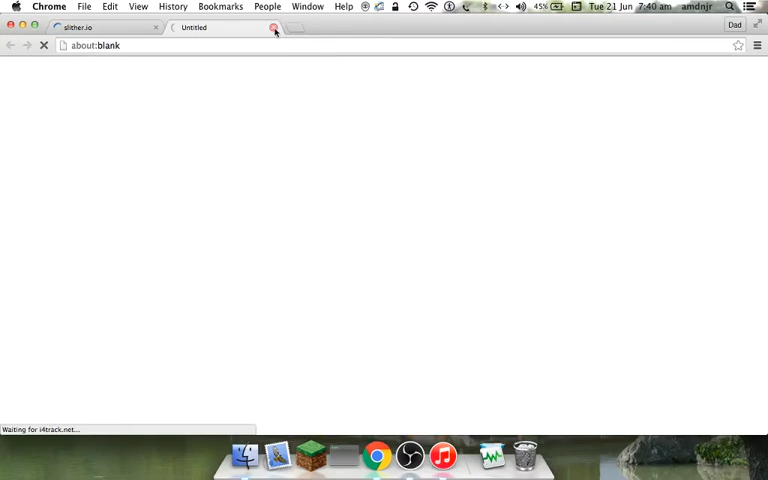 Chrome File Edit View History Bookmarks People Window Help 45% Tue 21 Jun 7:40 am amdnjr
slither.io Untitled Dad
about:blank
Waiting for i4track.net...